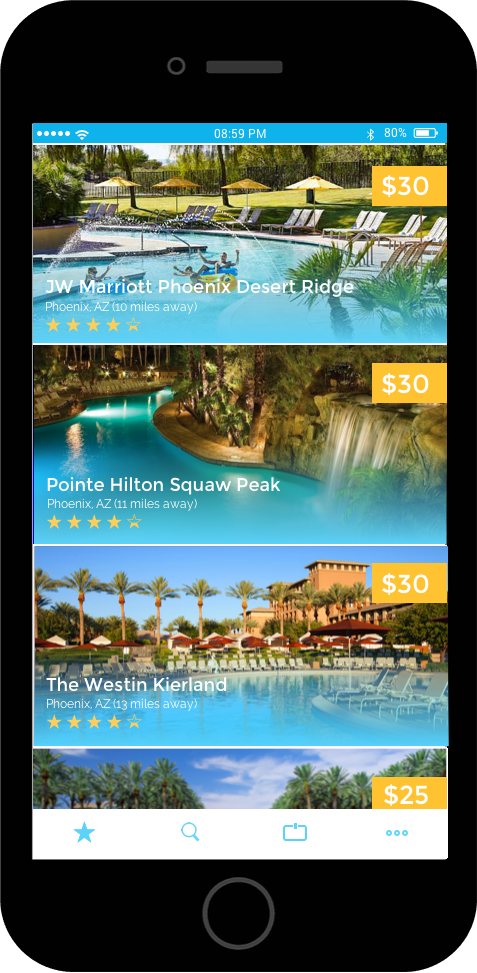 08:59 PM
80%
$30
JW Marriott Phoenix Desert Ridge
Phoenix, AZ (10 miles away)
$30
Pointe Hilton Squaw Peak
Phoenix, AZ (11 miles away)
$30
The Westin Kierland
Phoenix, AZ (13 miles away)
$25